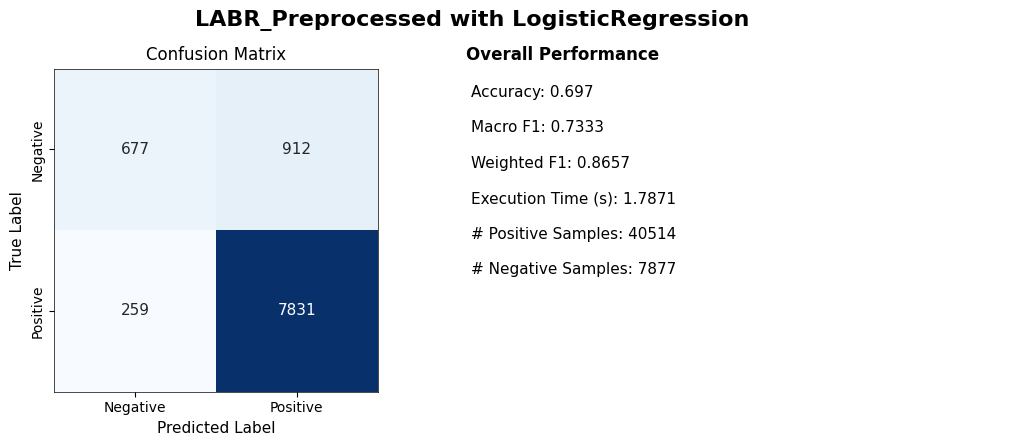 LABR_Preprocessed with LogisticRegression
Confusion Matrix
True Label
Negative
Positive
677
912
259
7831
Negative
Positive
Predicted Label
Overall Performance
Accuracy: 0.697
Macro F1: 0.7333
Weighted F1: 0.8657
Execution Time (s): 1.7871
# Positive Samples: 40514
# Negative Samples: 7877